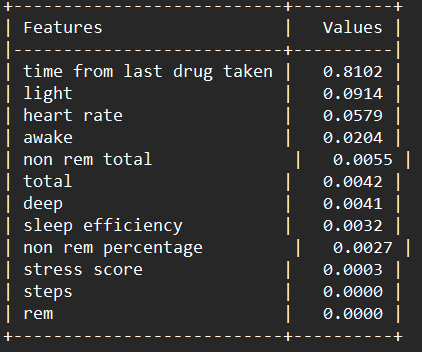 +---------------------------+----------+
| Features                  |   Values |
|---------------------------+----------|
| time from last drug taken |   0.8102 |
| light                     |   0.0914 |
| heart rate                |   0.0579 |
| awake                     |   0.0204 |
| non rem total              |   0.0055 |
| total                     |   0.0042 |
| deep                      |   0.0041 |
| sleep efficiency          |   0.0032 |
| non rem percentage         |   0.0027 |
| stress score              |   0.0003 |
| steps                     |   0.0000 |
| rem                       |   0.0000 |
+---------------------------+----------+